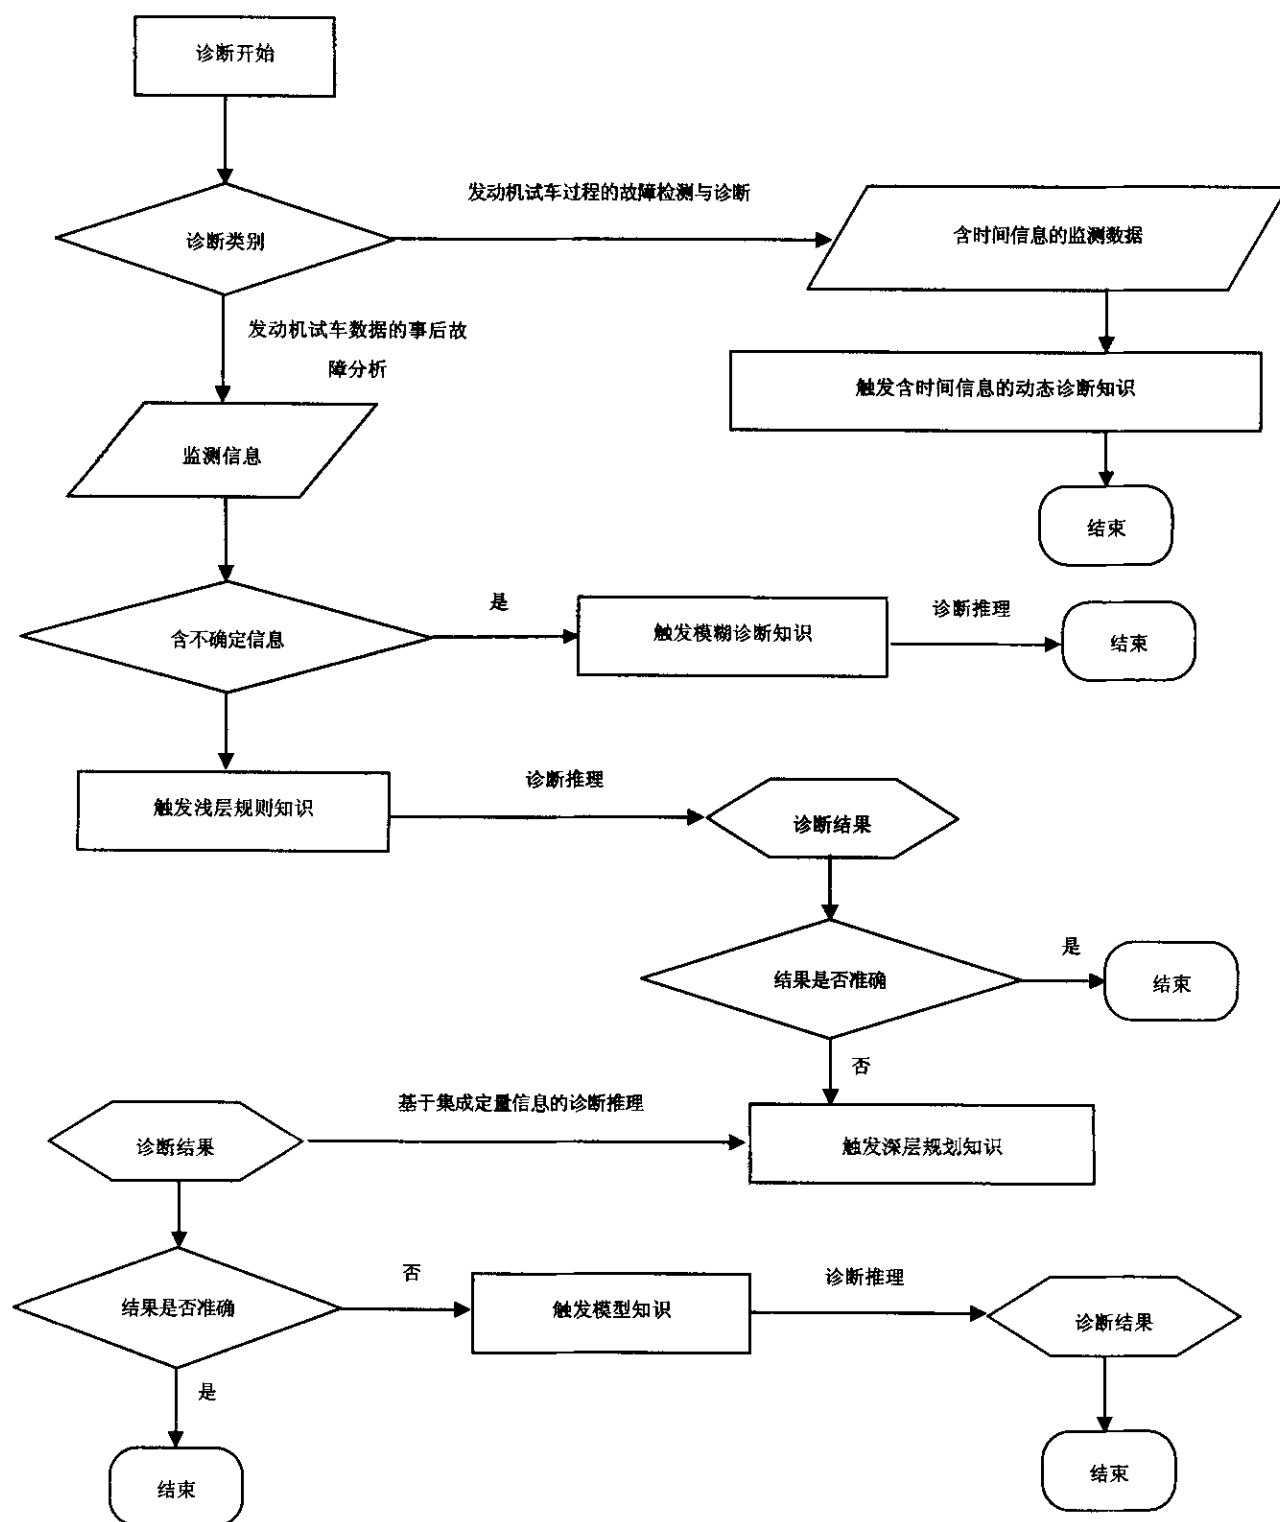 诊断开始
发动机试车过程的故障检测与诊断
诊断类别
含时间信息的监测数据
发动机试车数据的事后故
障分析
触发含时间信息的动态诊断知识
监测信息
结束
含不确定信息
是
触发模糊诊断知识
诊断推理
结束
触发浅层规则知识
诊断推理
诊断结果
结果是否准确
是
结束
否
诊断结果
基于集成定量信息的诊断推理
触发深层规划知识
结果是否准确
否
触发模型知识
诊断推理
诊断结果
是
结束
结束